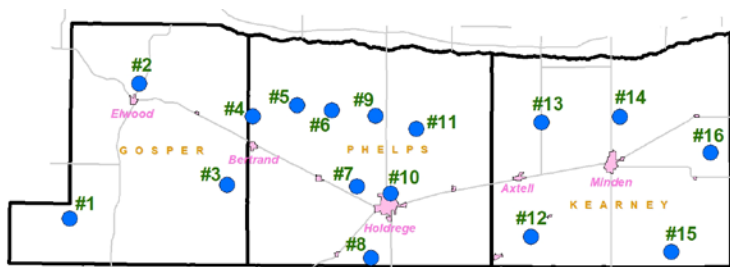 #2
#5
#9
#14
#4
#6
#13
#11
Elwood
GOSPER
Bertrand
PHELPS
#16
#3
#7
#10
Axtell
Minden
#1
Holdrege
KEARNEY
#12
#8
#15